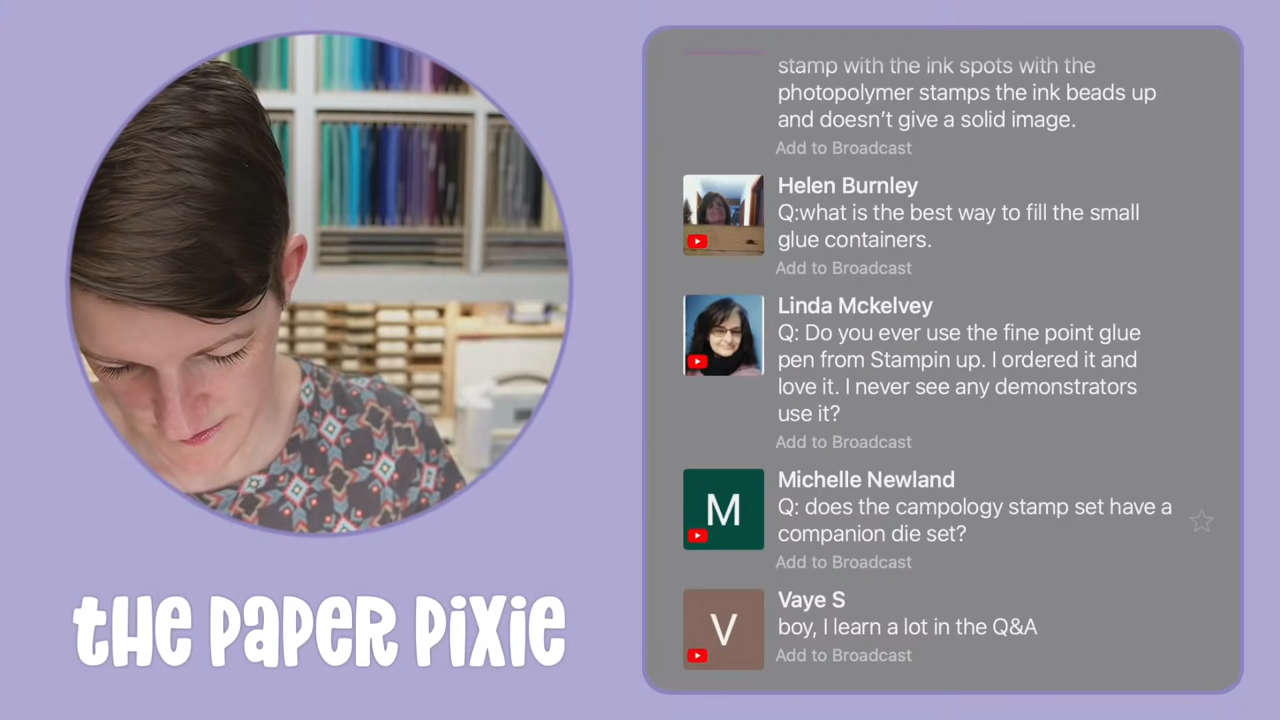 stamp with the ink spots with the
photopolymer stamps the ink beads up
and doesn't give a solid image.
Add to Broadcast
Helen Burnley
Q:what is the best way to fill the small
glue containers.
Add to Broadcast
Linda Mckelvey
Q: Do you ever use the fine point glue
pen from Stampin up. I ordered it and
love it. I never see any demonstrators
use it?
Add to Broadcast
M
Michelle Newland
Q: does the campology stamp set have a
companion die set?
Add to Broadcast
V
Vaye S
boy, I learn a lot in the Q&A
Add to Broadcast
tHE PaPER PiXiE